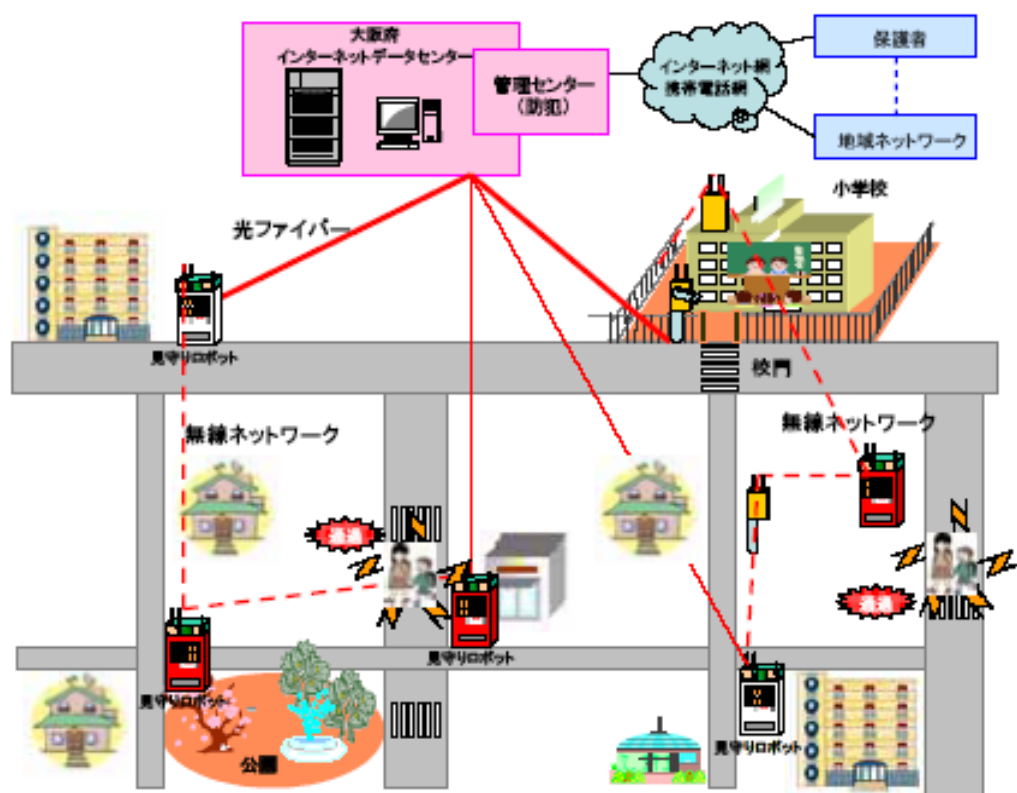 大阪府
インターネットデータセンター
管理センター
（防犯）
インターネット網
携帯電話網
保護者
地域ネットワーク
小学校
光ファイバー
見守りロボット
校門
無線ネットワーク
無線ネットワーク
通過
通過
見守りロボット
見守りロボット
見守りロボット
公園